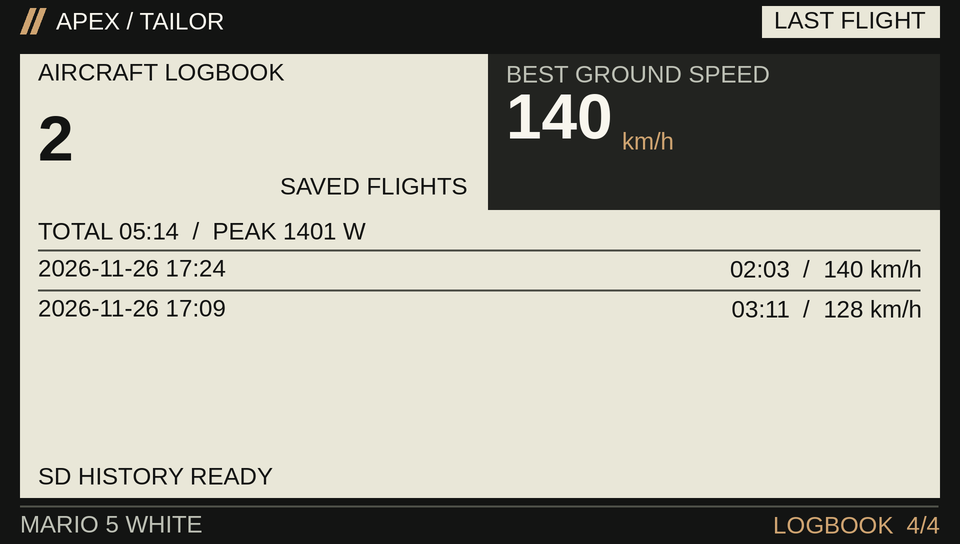 APEX / TAILOR
LAST FLIGHT
AIRCRAFT LOGBOOK
2
SAVED FLIGHTS
BEST GROUND SPEED
140 km/h
TOTAL 05:14 / PEAK 1401 W
2026-11-26 17:24 02:03 / 140 km/h
2026-11-26 17:09 03:11 / 128 km/h
SD HISTORY READY
MARIO 5 WHITE
LOGBOOK 4/4